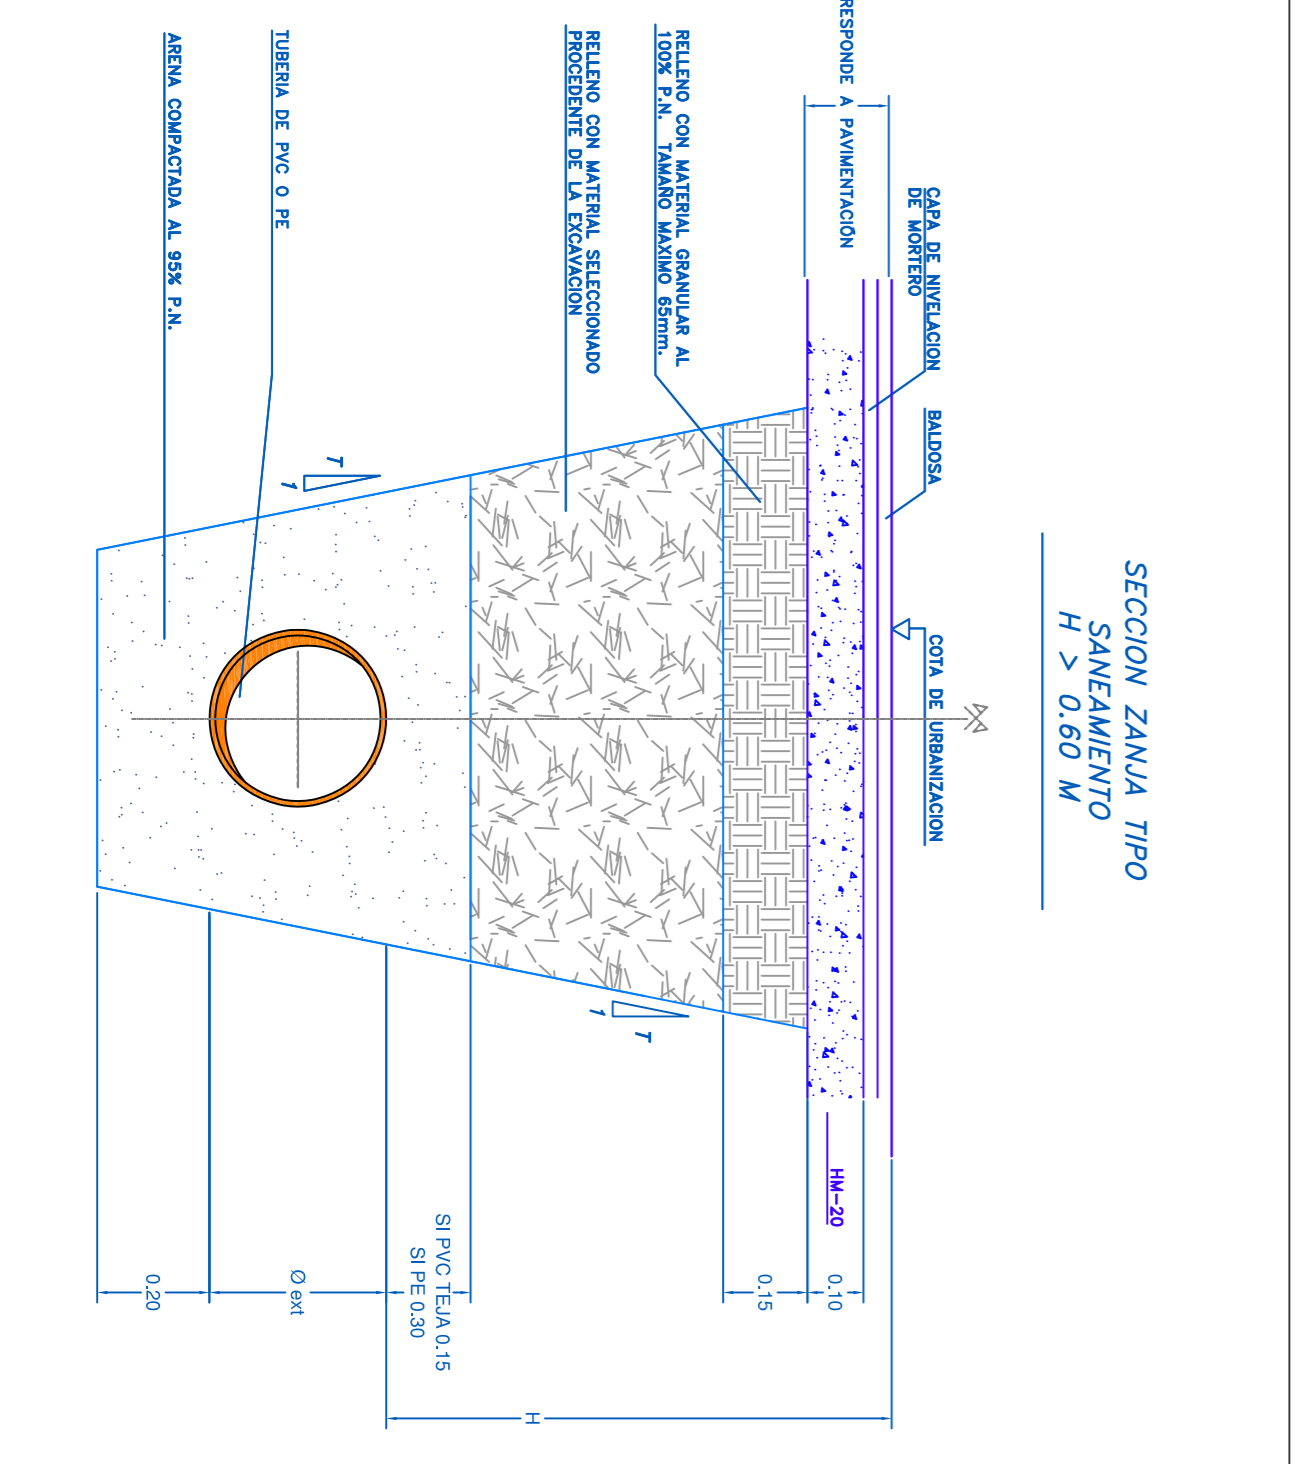 SECCION ZANJA TIPO
SANEAMIENTO
H > 0.60 M
CAPA DE NIVELACION
DE MORTERO
BALDOSA
COTA DE URBANIZACION
RESPONDE A PAVIMENTACIÓN
HM-20
0.10
RELLENO CON MATERIAL GRANULAR AL
100% P.N. TAMAÑO MAXIMO 65mm.
0.15
RELLENO CON MATERIAL SELECCIONADO
PROCEDENTE DE LA EXCAVACION
1
T
H
SI PVC TEJA 0.15
SI PE 0.30
T
1
TUBERIA DE PVC O PE
Ø ext
ARENA COMPACTADA AL 95% P.N.
0.20